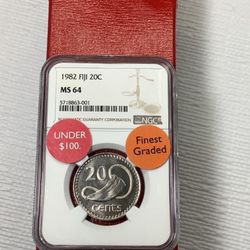 1982 FIJI 20C
MS 64
5718863-001
NUMISMATIC GUARANTY CORPORATION
NGC
UNDER
$100.
Finest
Graded
20
cents